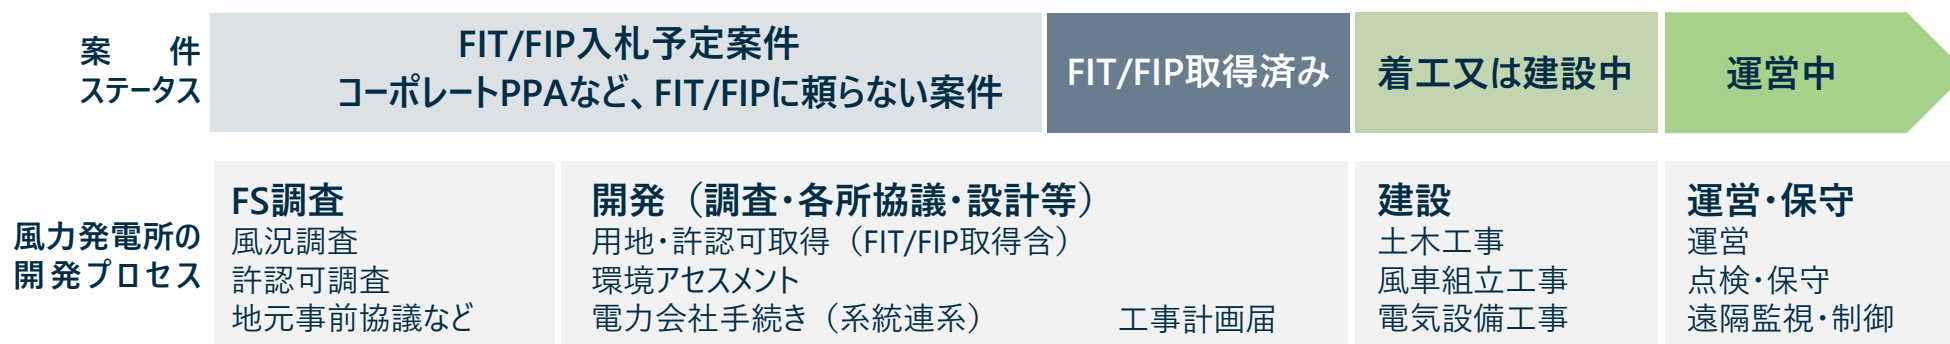 案　件
ステータス
FIT/FIP入札予定案件
コーポレートPPAなど、FIT/FIPに頼らない案件
FIT/FIP取得済み
着工又は建設中
運営中
風力発電所の
開発プロセス
FS調査
風況調査
許認可調査
地元事前協議など
開発（調査・各所協議・設計等）
用地・許認可取得（FIT/FIP取得含）
環境アセスメント
電力会社手続き（系統連系）　工事計画届
建設
土木工事
風車組立工事
電気設備工事
運営・保守
運営
点検・保守
遠隔監視・制御